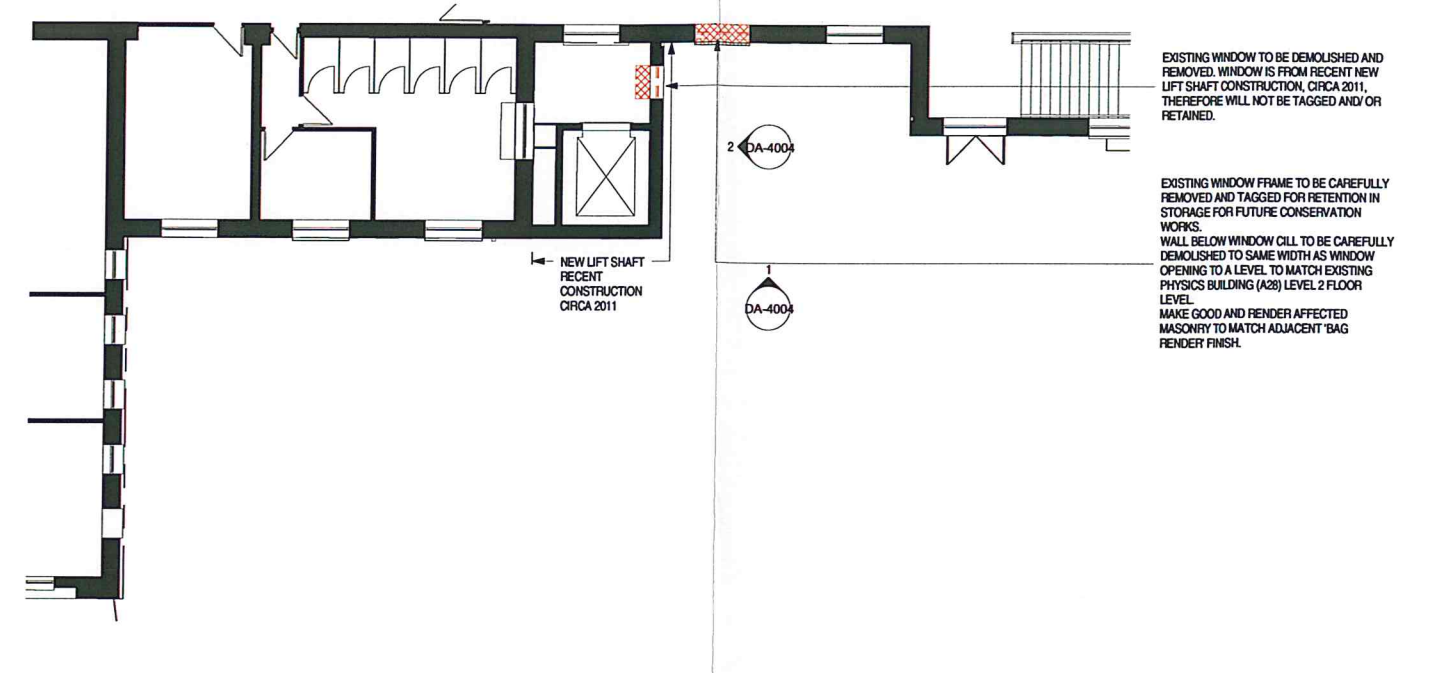 EXISTING WINDOW TO BE DEMOLISHED AND
REMOVED. WINDOW IS FROM RECENT NEW
LIFT SHAFT CONSTRUCTION, CIRCA 2011,
THEREFORE WILL NOT BE TAGGED AND/ OR
RETAINED.
2
DA-4004
EXISTING WINDOW FRAME TO BE CAREFULLY
REMOVED AND TAGGED FOR RETENTION IN
STORAGE FOR FUTURE CONSERVATION
WORKS.
WALL BELOW WINDOW CILL TO BE CAREFULLY
DEMOLISHED TO SAME WIDTH AS WINDOW
OPENING TO A LEVEL TO MATCH EXISTING
PHYSICS BUILDING (A28) LEVEL 2 FLOOR
LEVEL.
MAKE GOOD AND RENDER AFFECTED
MASONRY TO MATCH ADJACENT 'BAG
RENDER' FINISH.
NEW LIFT SHAFT
RECENT
CONSTRUCTION
CIRCA 2011
1
DA-4004